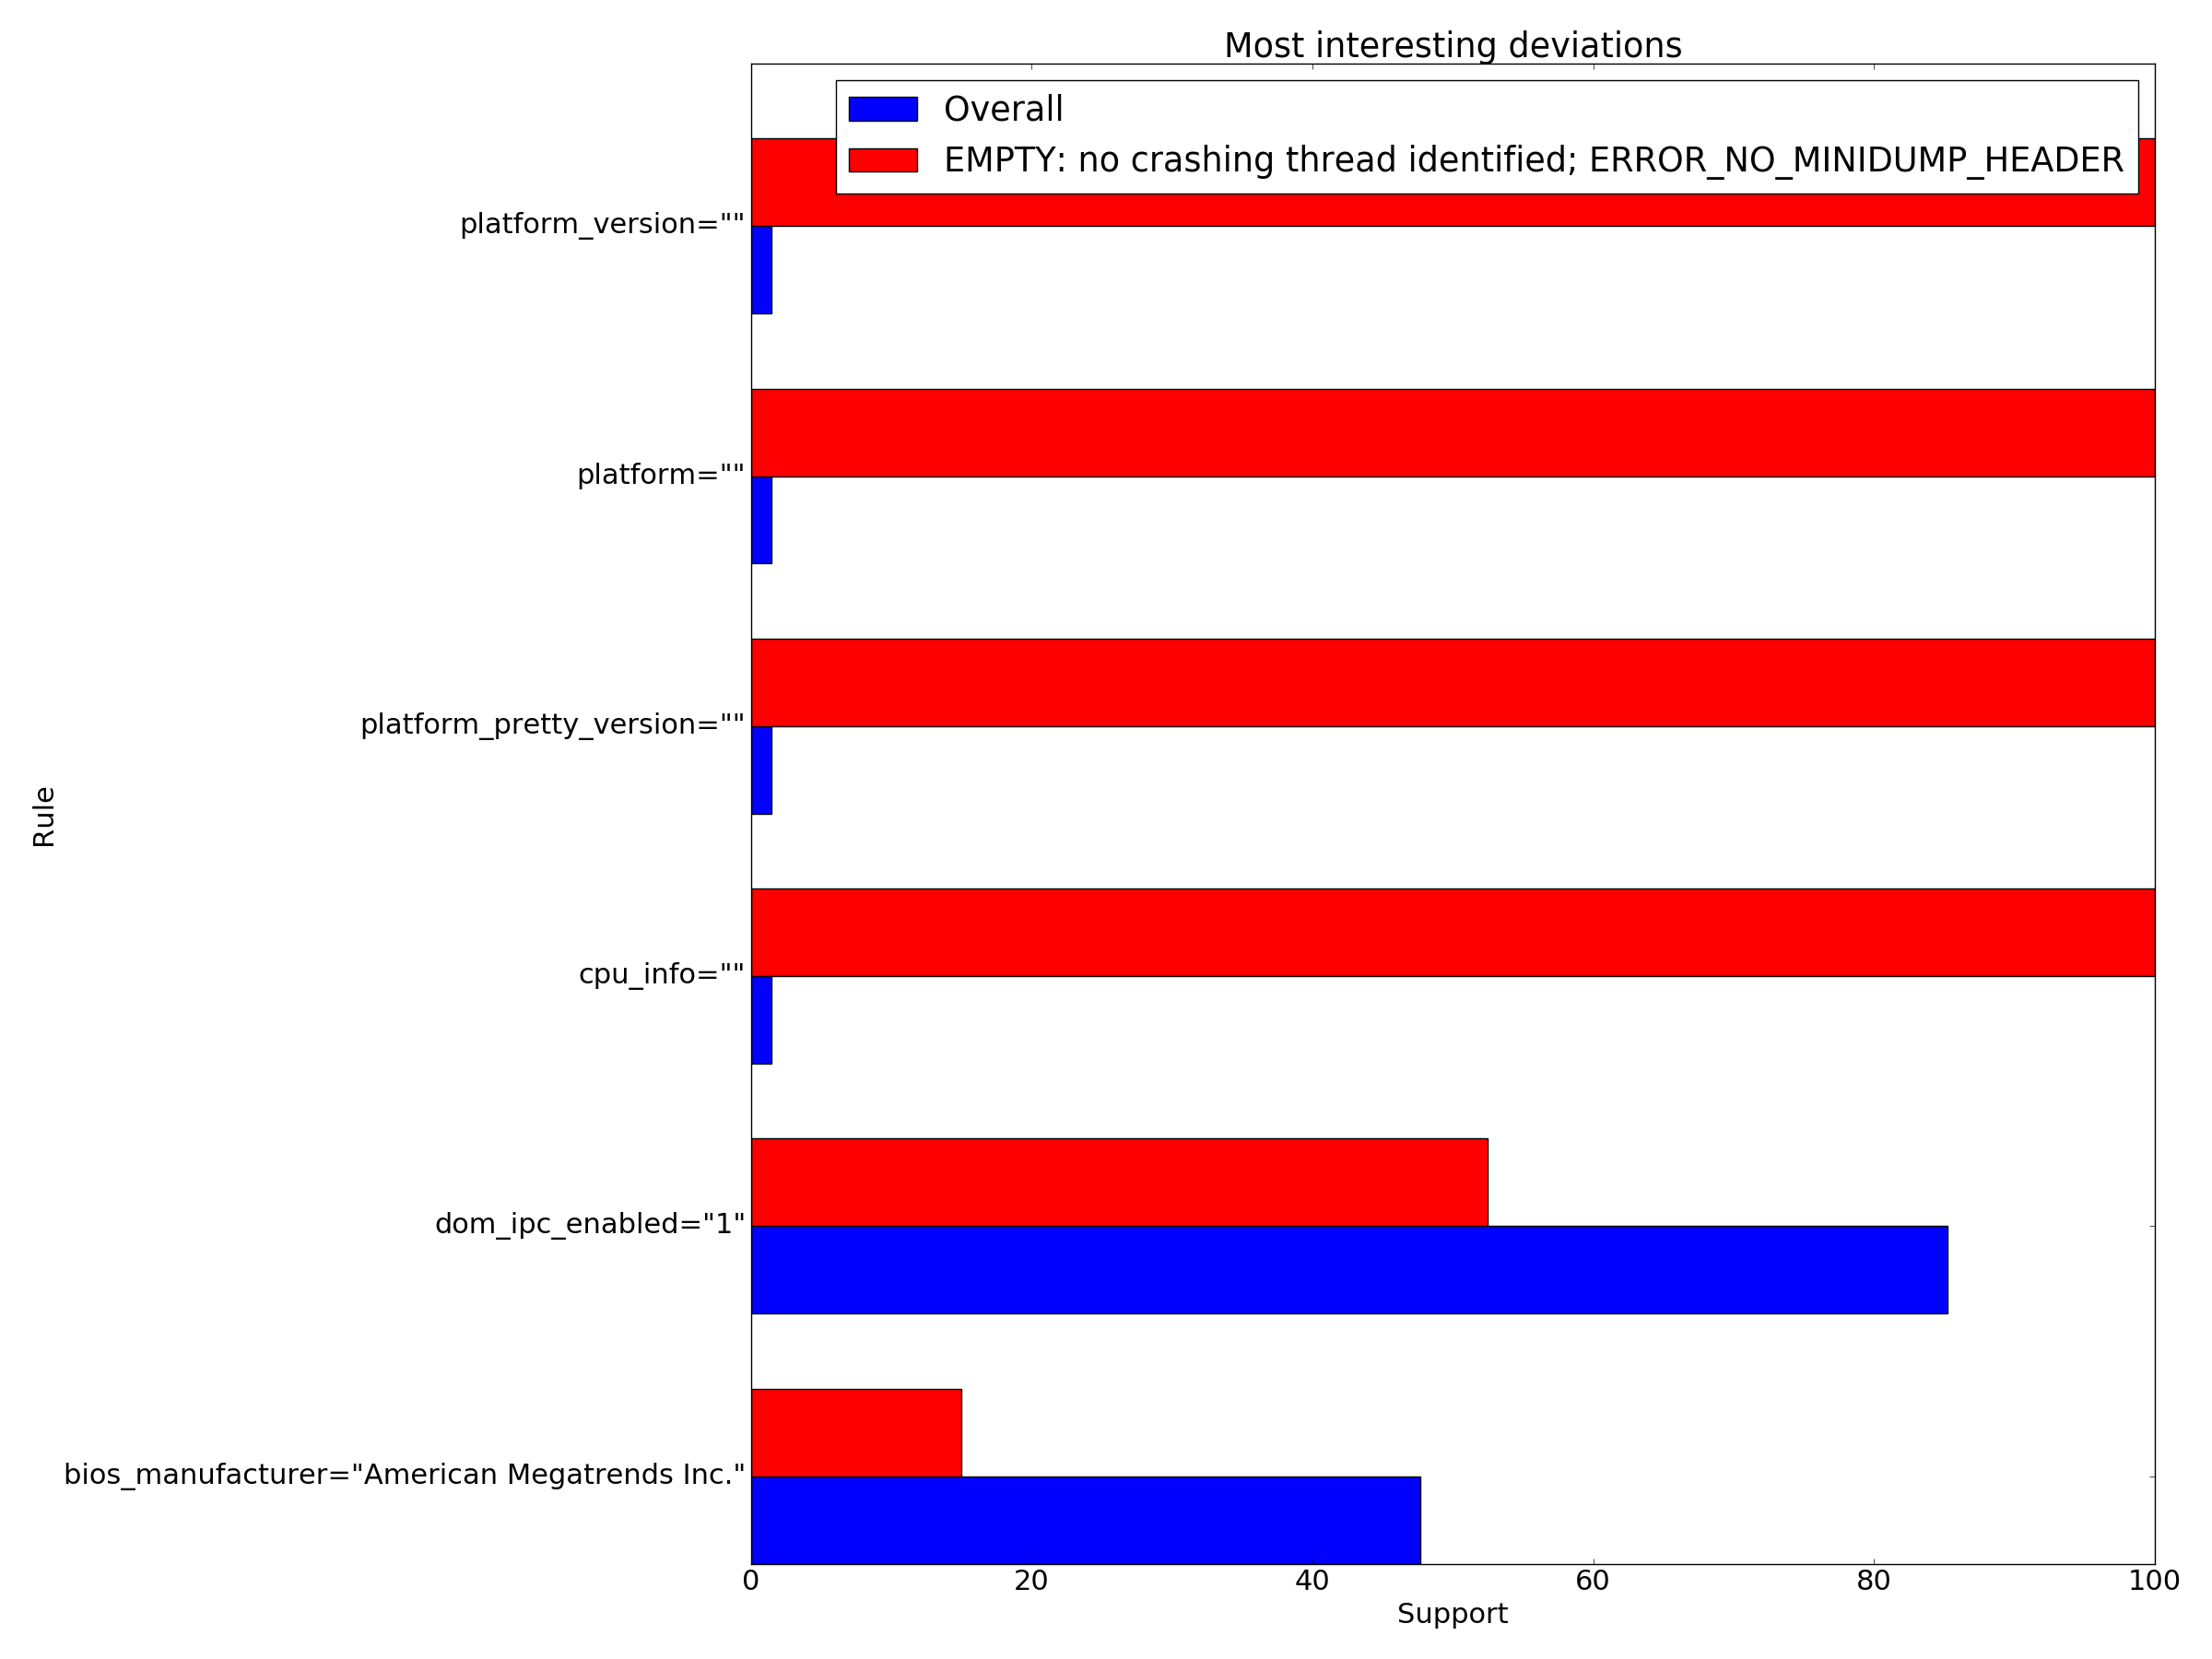 Most interesting deviations
Overall
EMPTY: no crashing thread identified; ERROR_NO_MINIDUMP_HEADER
platform_version=""
platform=""
platform_pretty_version=""
Rule
cpu_info=""
dom_ipc_enabled="1"
bios_manufacturer="American Megatrends Inc."
0 20 40 60 80 100
Support